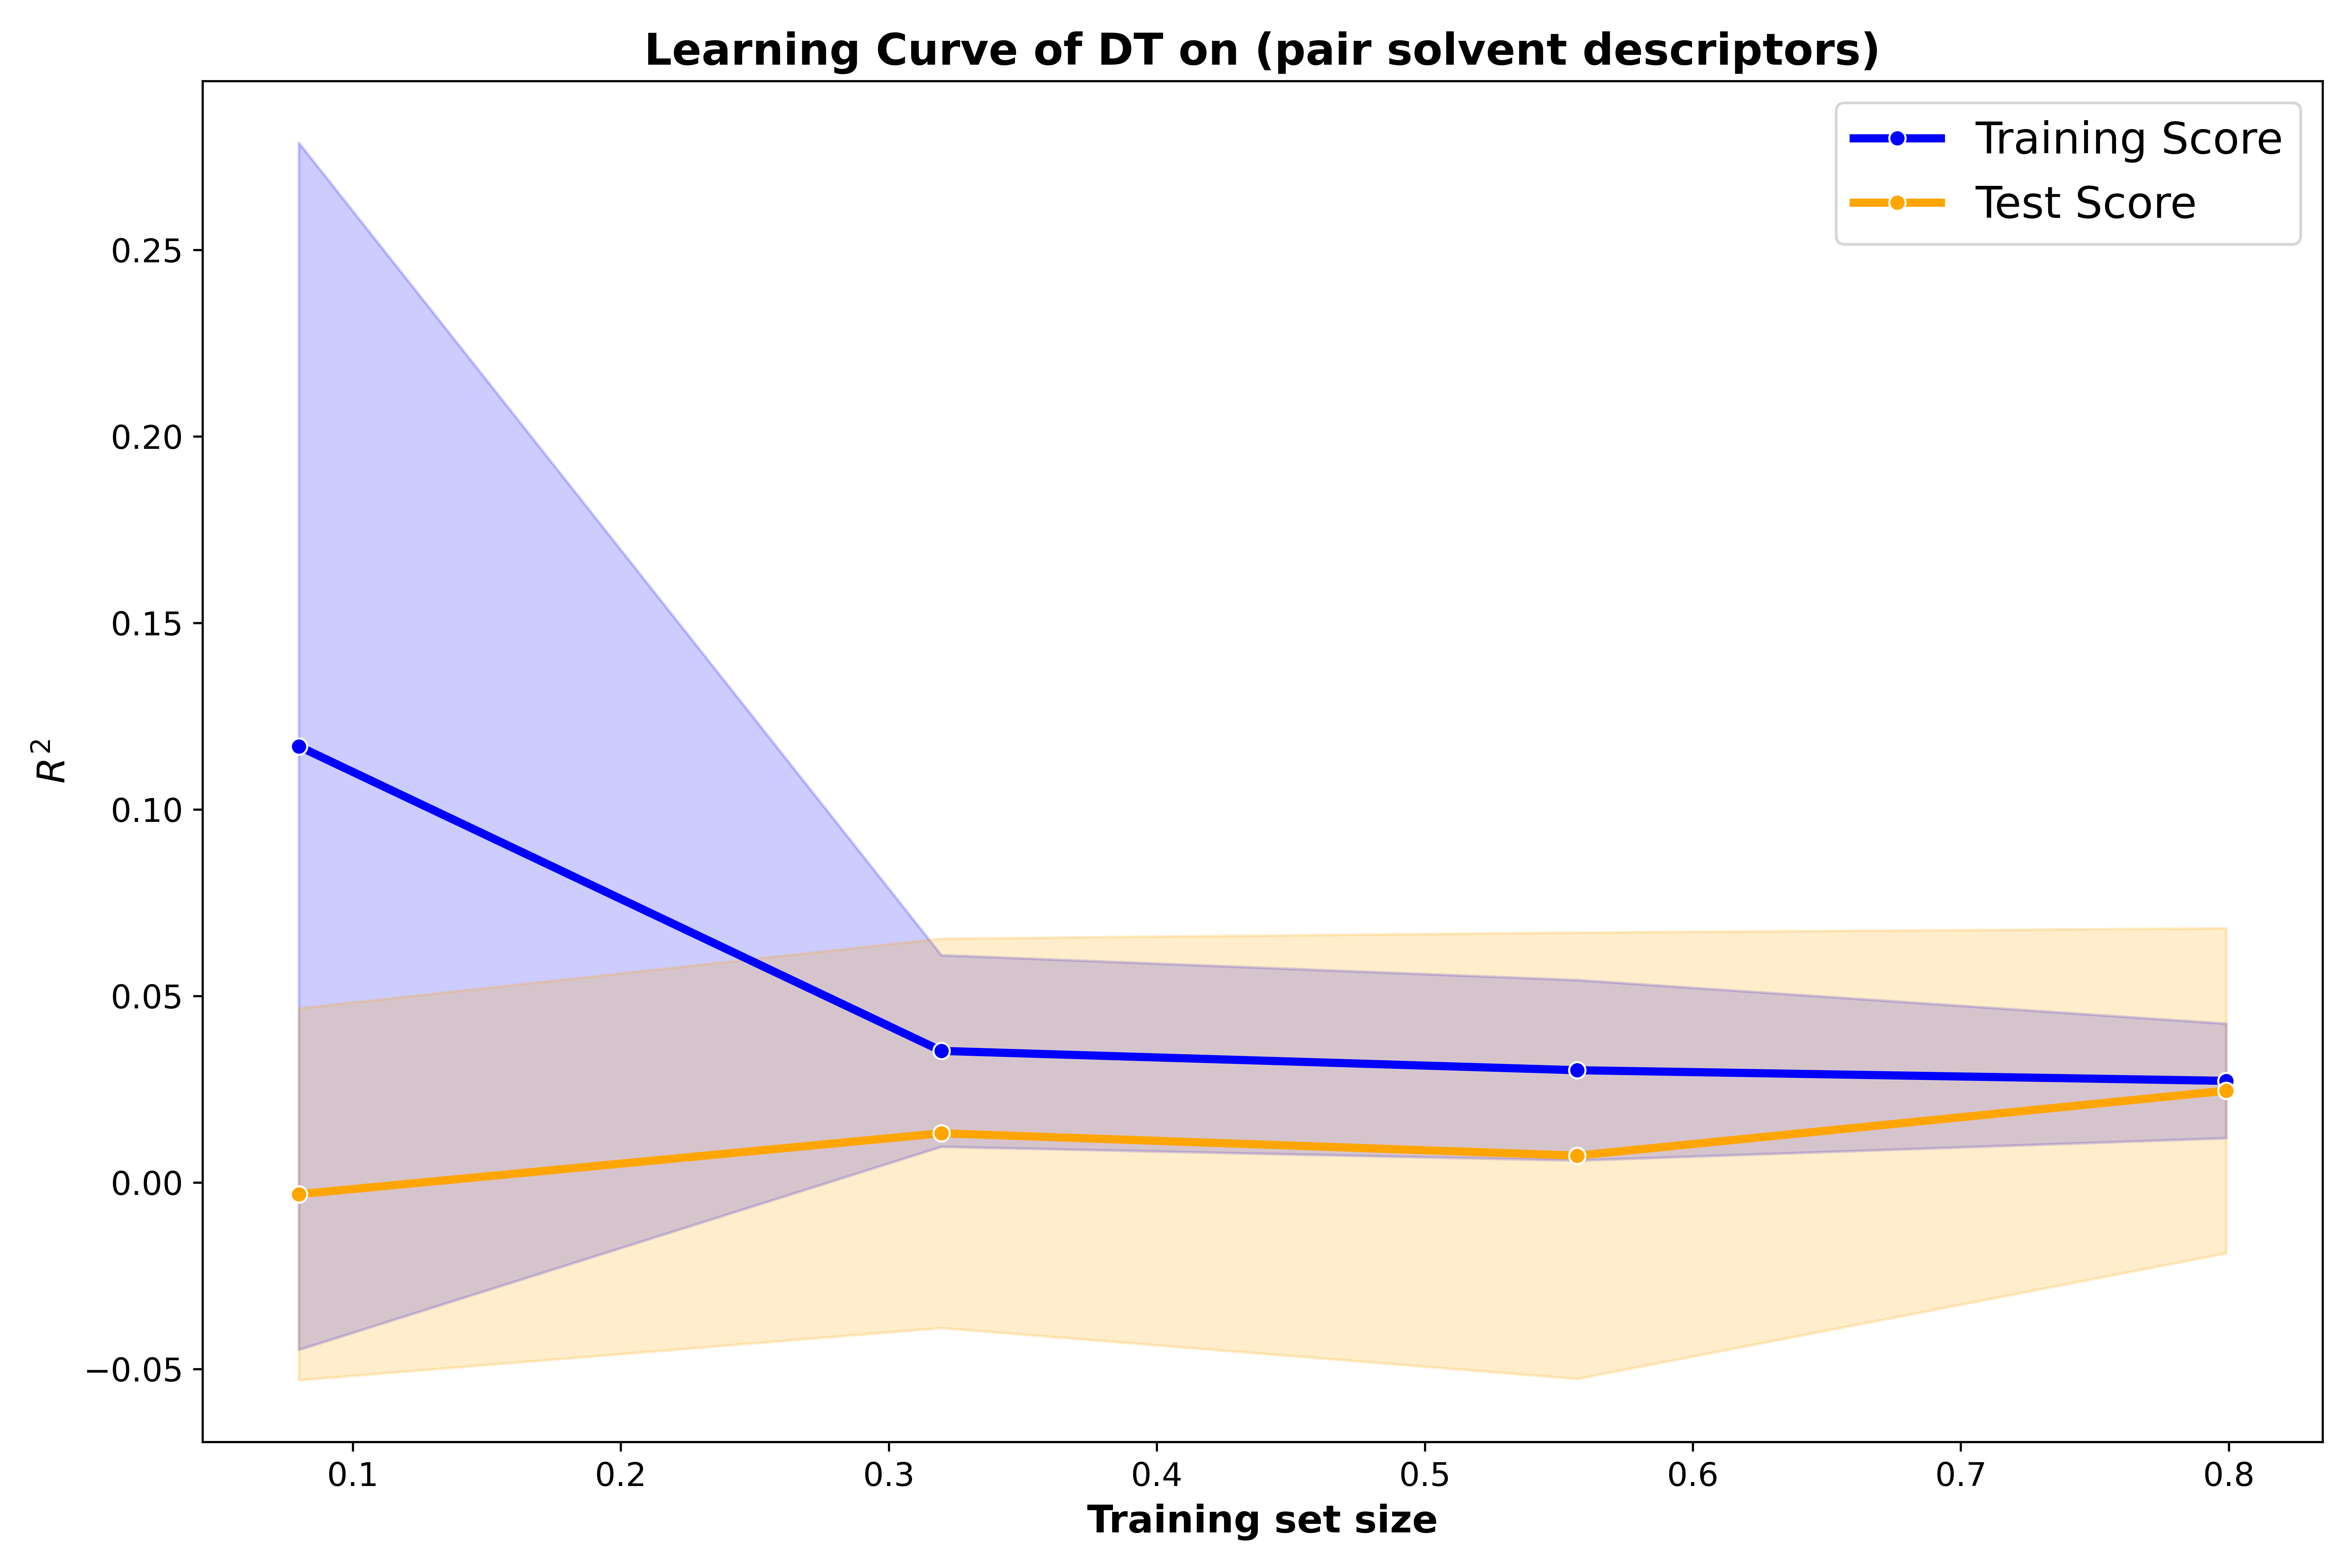 Learning Curve of DT on (pair solvent descriptors)
Training Score
Test Score
0.25
0.20
0.15
0.10
0.05
0.00
−0.05
R²
0.1 0.2 0.3 0.4 0.5 0.6 0.7 0.8
Training set size